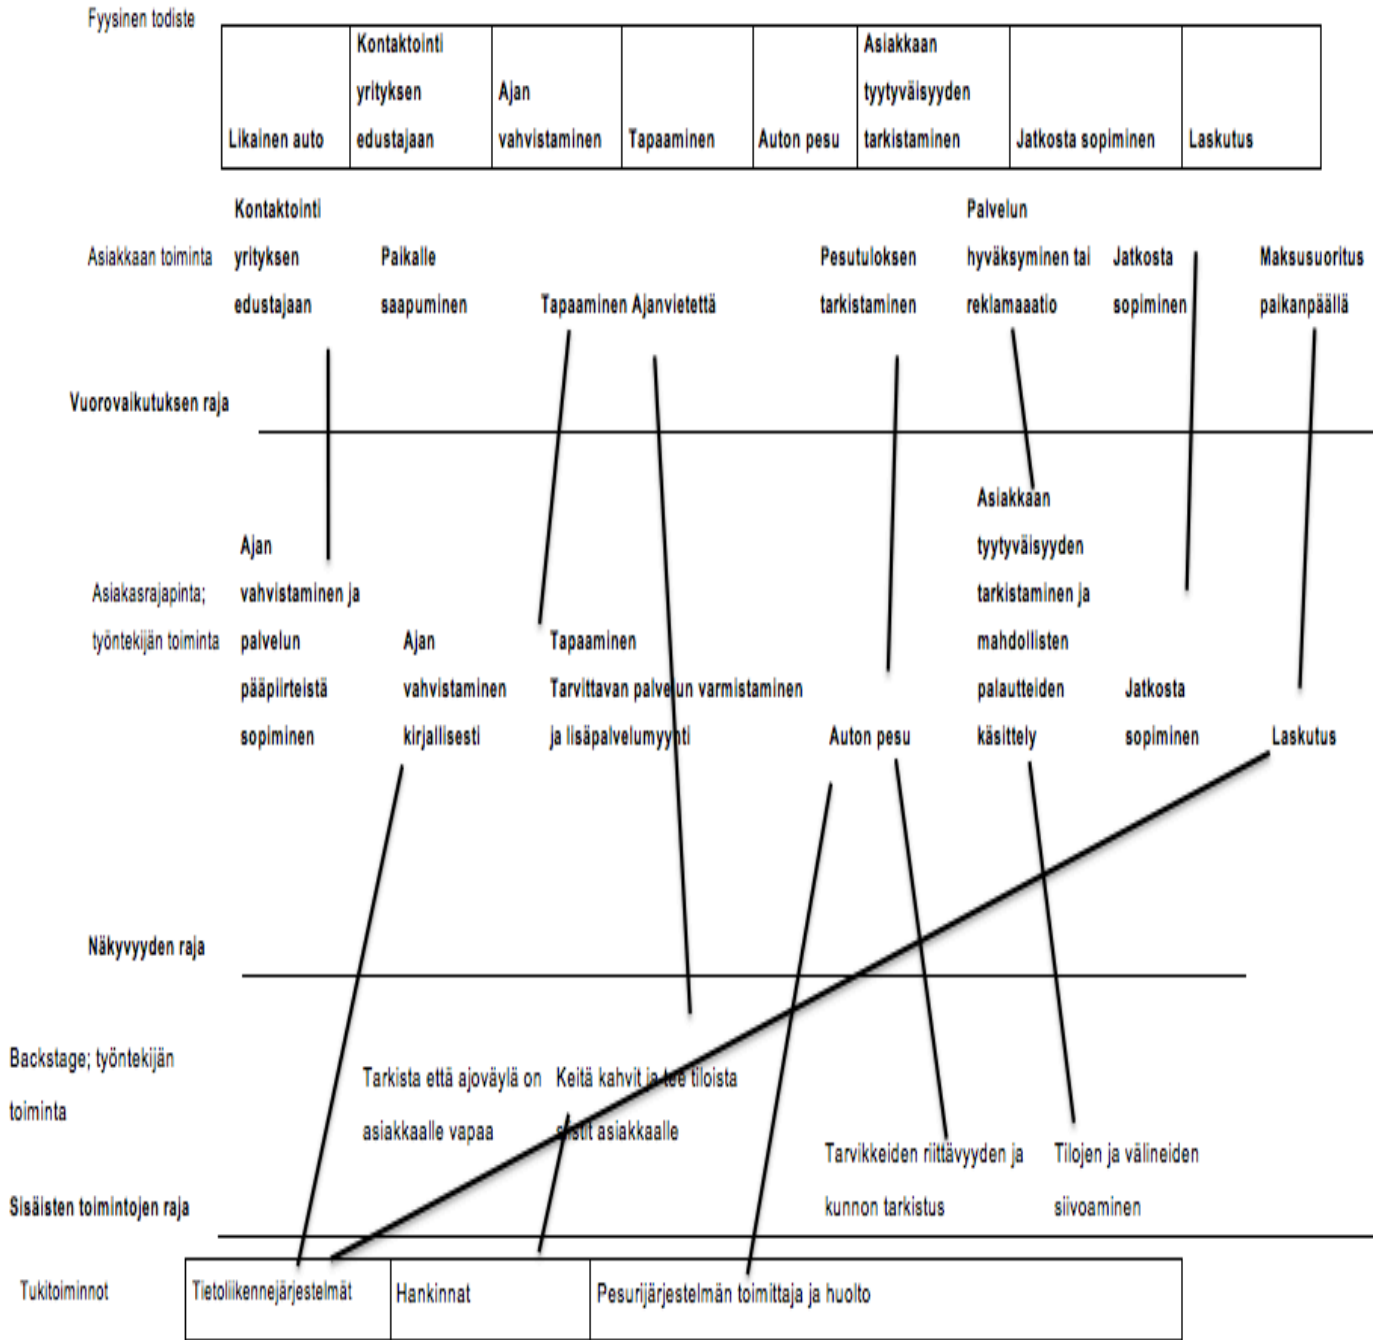 Fyysinen todiste
Likainen auto
Kontaktointi
yrityksen
edustajaan
Ajan
vahvistaminen
Tapaaminen
Auton pesu
Asiakkaan
tyytyväisyyden
tarkistaminen
Jatkosta sopiminen
Laskutus
Asiakkaan toiminta
Kontaktointi
yrityksen
edustajaan
Paikalle
saapuminen
Tapaaminen
Ajanvietettä
Pesutuloksen
tarkistaminen
Palvelun
hyväksyminen tai
reklamaaatio
Jatkosta
sopiminen
Maksusuoritus
paikanpäällä
Vuorovaikutuksen raja
Asiakasrajapinta;
työntekijän toiminta
Ajan
vahvistaminen ja
palvelun
pääpiirteistä
sopiminen
Ajan
vahvistaminen
kirjallisesti
Tapaaminen
Tarvittavan palvelun varmistaminen
ja lisäpalvelumyynti
Auton pesu
Asiakkaan
tyytyväisyyden
tarkistaminen ja
mahdollisten
palautteiden
käsittely
Jatkosta
sopiminen
Laskutus
Näkyvyyden raja
Backstage; työntekijän
toiminta
Tarkista että ajoväylä on
asiakkaalle vapaa
Keitä kahvit ja tee tiloista
siistit asiakkaalle
Tarvikkeiden riittävyyden ja
kunnon tarkistus
Tilojen ja välineiden
siivoaminen
Sisäisten toimintojen raja
Tukitoiminnot
Tietoliikennejärjestelmät
Hankinnat
Pesurijärjestelmän toimittaja ja huolto